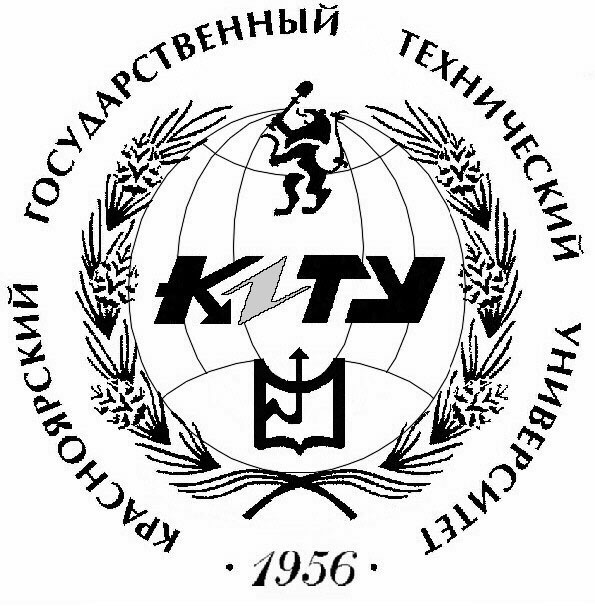 КРАСНОЯРСКИЙ ГОСУДАРСТВЕННЫЙ ТЕХНИЧЕСКИЙ УНИВЕРСИТЕТ
КГТУ
· 1956 ·